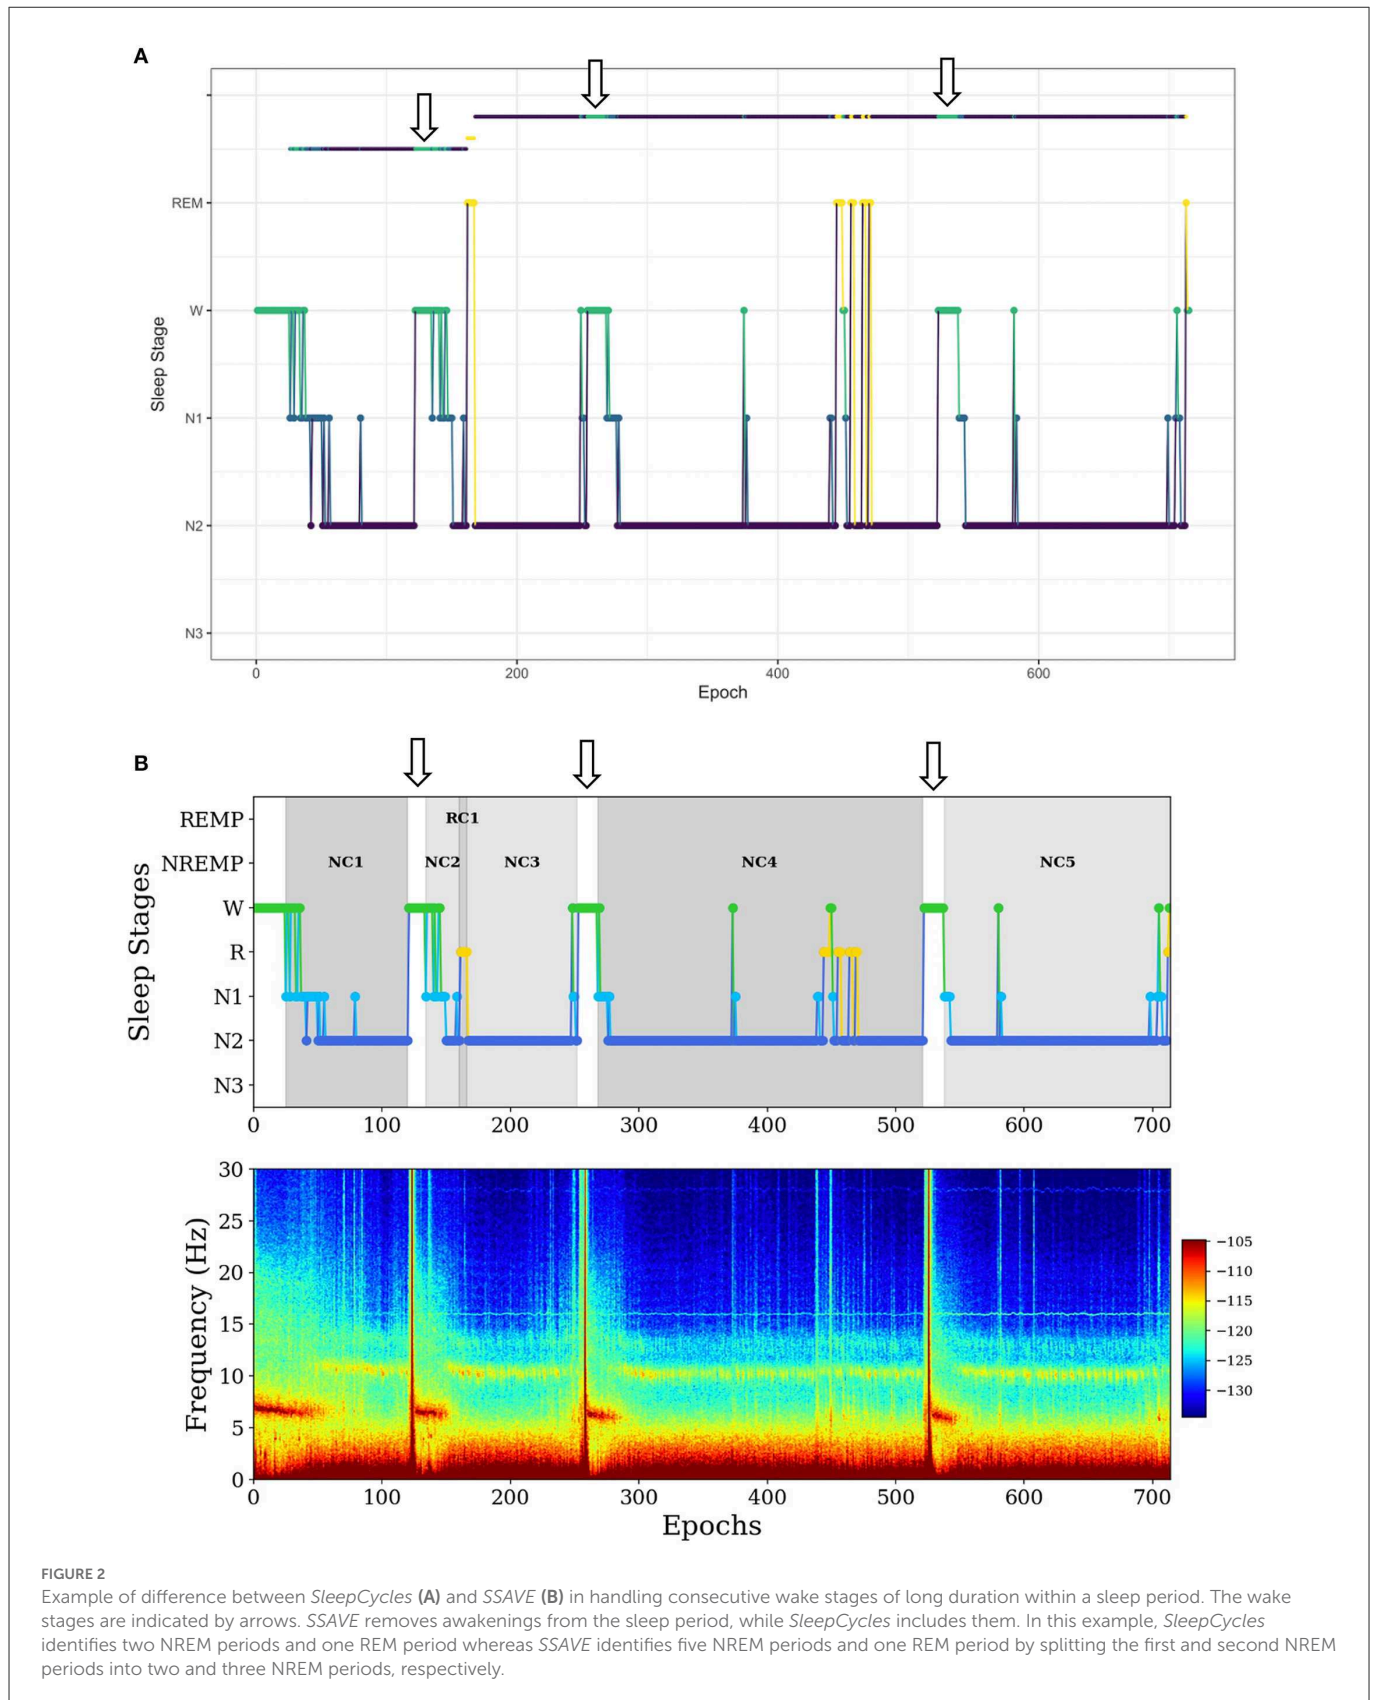 A
REM
W
N1
N2
N3
Sleep Stage
0 200 400 600
Epoch
B
REMP
NREMP
W
R
N1
N2
N3
Sleep Stages
RC1
NC1 NC2 NC3 NC4 NC5
0 100 200 300 400 500 600 700
30
25
20
15
10
5
0
Frequency (Hz)
−105
−110
−115
−120
−125
−130
0 100 200 300 400 500 600 700
Epochs
FIGURE 2
Example of difference between SleepCycles (A) and SSAVE (B) in handling consecutive wake stages of long duration within a sleep period. The wake
stages are indicated by arrows. SSAVE removes awakenings from the sleep period, while SleepCycles includes them. In this example, SleepCycles
identifies two NREM periods and one REM period whereas SSAVE identifies five NREM periods and one REM period by splitting the first and second NREM
periods into two and three NREM periods, respectively.